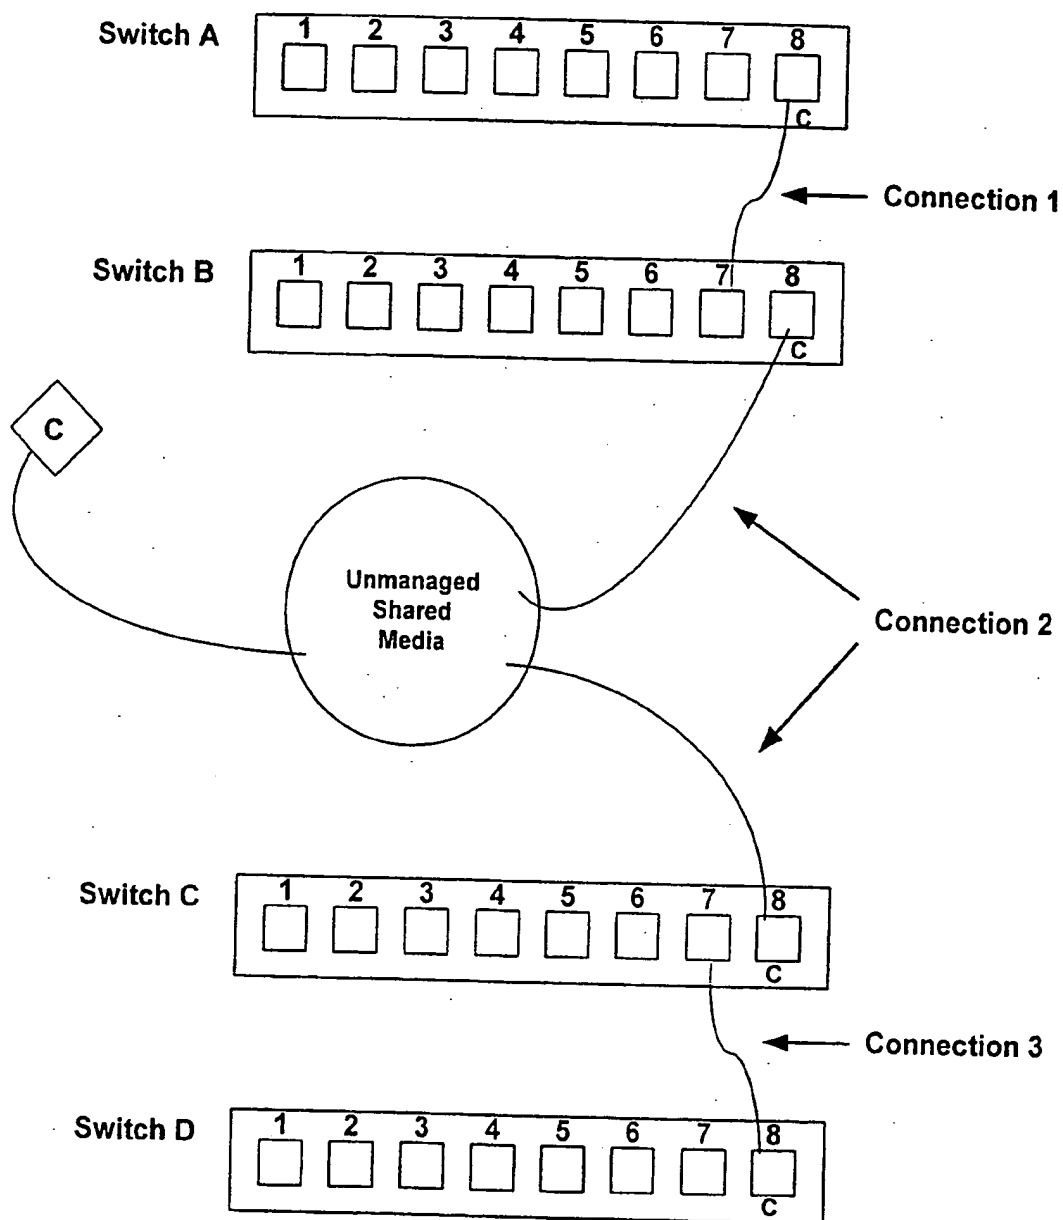 Switch A
1 2 3 4 5 6 7 8
C
Connection 1
Switch B
1 2 3 4 5 6 7 8
C
C
Unmanaged
Shared
Media
Connection 2
Switch C
1 2 3 4 5 6 7 8
C
Connection 3
Switch D
1 2 3 4 5 6 7 8
C